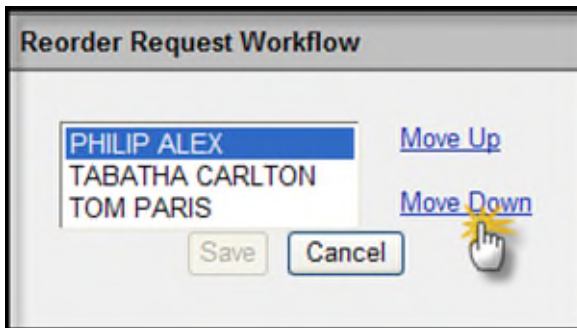 Reorder Request Workflow
PHILIP ALEX
Move Up
TABATHA CARLTON
TOM PARIS
Move Down
Save
Cancel